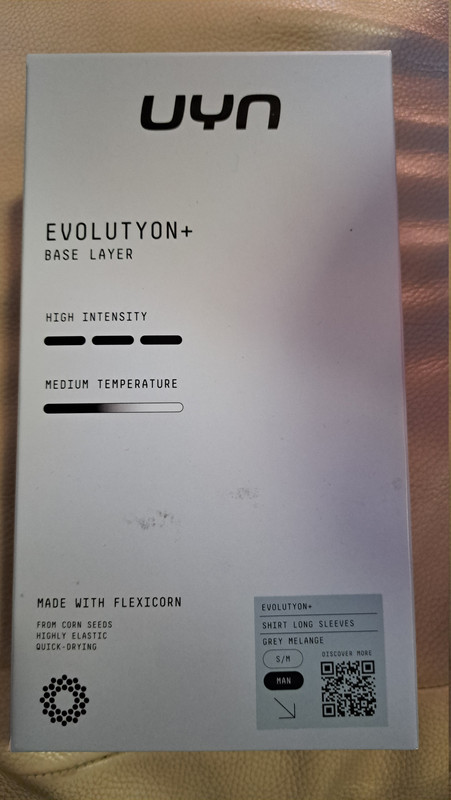 UYN
EVOLUTYON+
BASE LAYER
HIGH INTENSITY
MEDIUM TEMPERATURE
MADE WITH FLEXICORN
FROM CORN SEEDS
HIGHLY ELASTIC
QUICK-DRYING
EVOLUTYON+
SHIRT LONG SLEEVES
GREY MELANGE
S/M
DISCOVER MORE
MAN